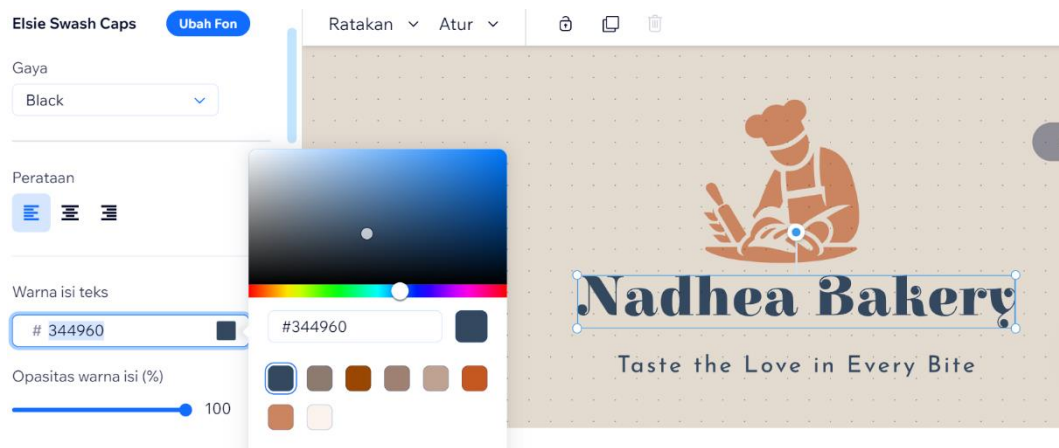 Elsie Swash Caps
Ubah Fon
Ratakan
Atur
Gaya
Black
Perataan
Warna isi teks
# 344960
Opasitas warna isi (%)
100
#344960
Nadhea Bakery
Taste the Love in Every Bite